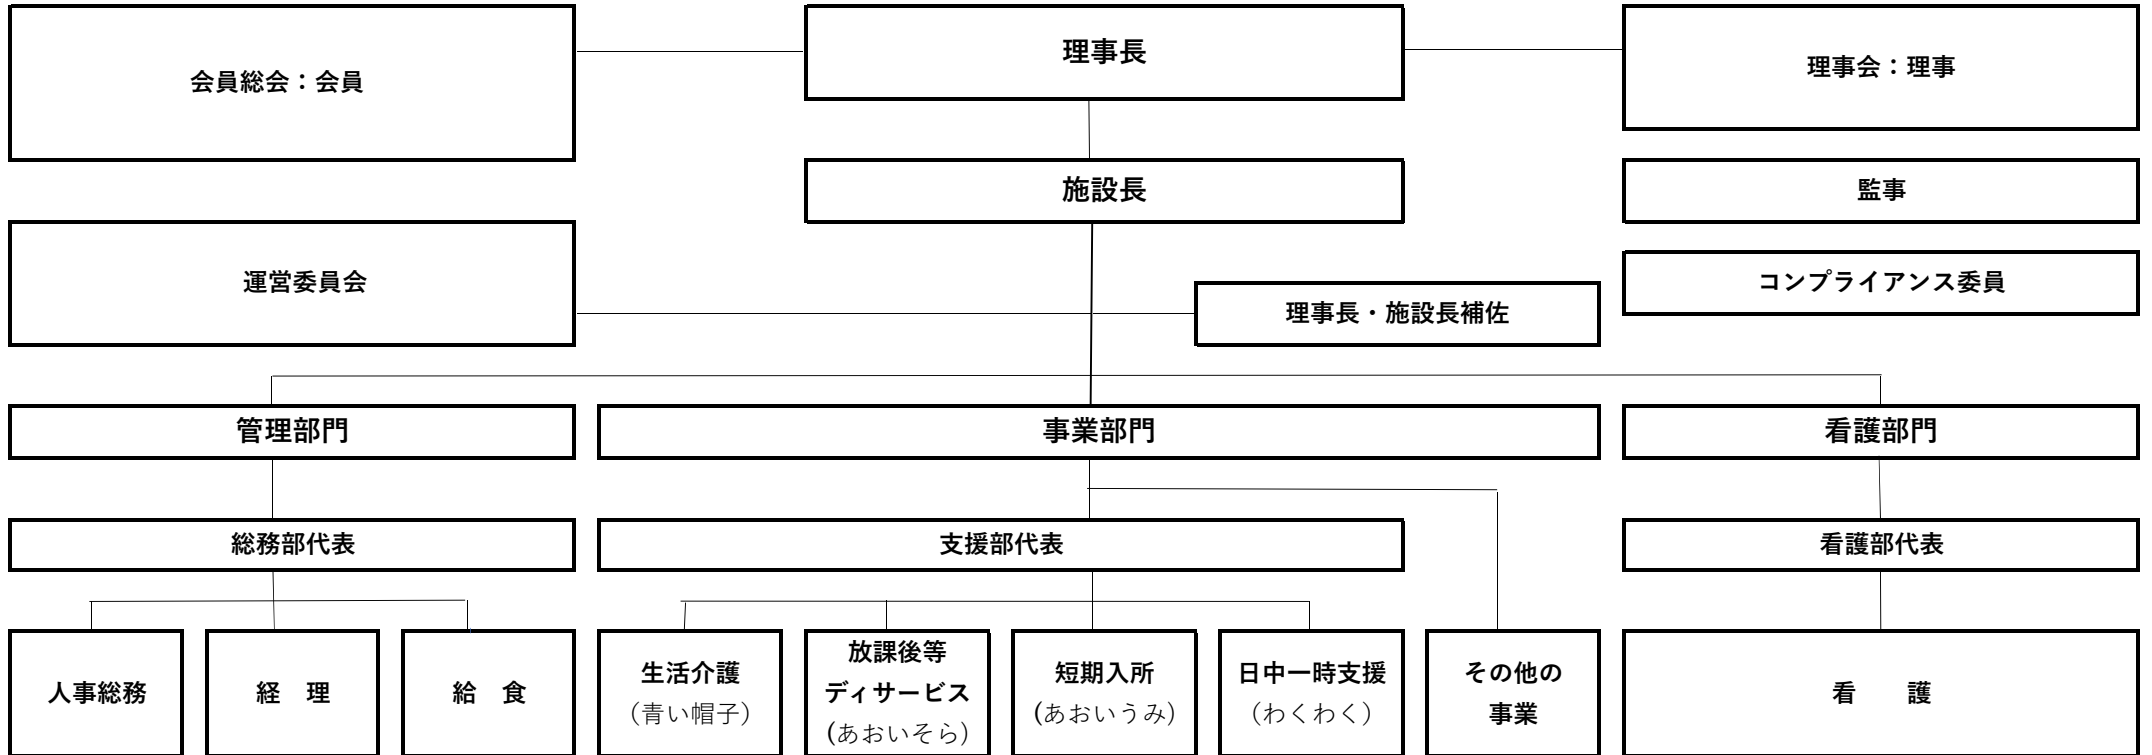 会員総会：会員
理事長
理事会：理事
施設長
監事
運営委員会
コンプライアンス委員
理事長・施設長補佐
管理部門
事業部門
看護部門
総務部代表
支援部代表
看護部代表
人事総務
経　理
給　食
生活介護
（青い帽子）
放課後等
ディサービス
(あおいそら)
短期入所
(あおいうみ)
日中一時支援
（わくわく）
その他の
事業
看　　護